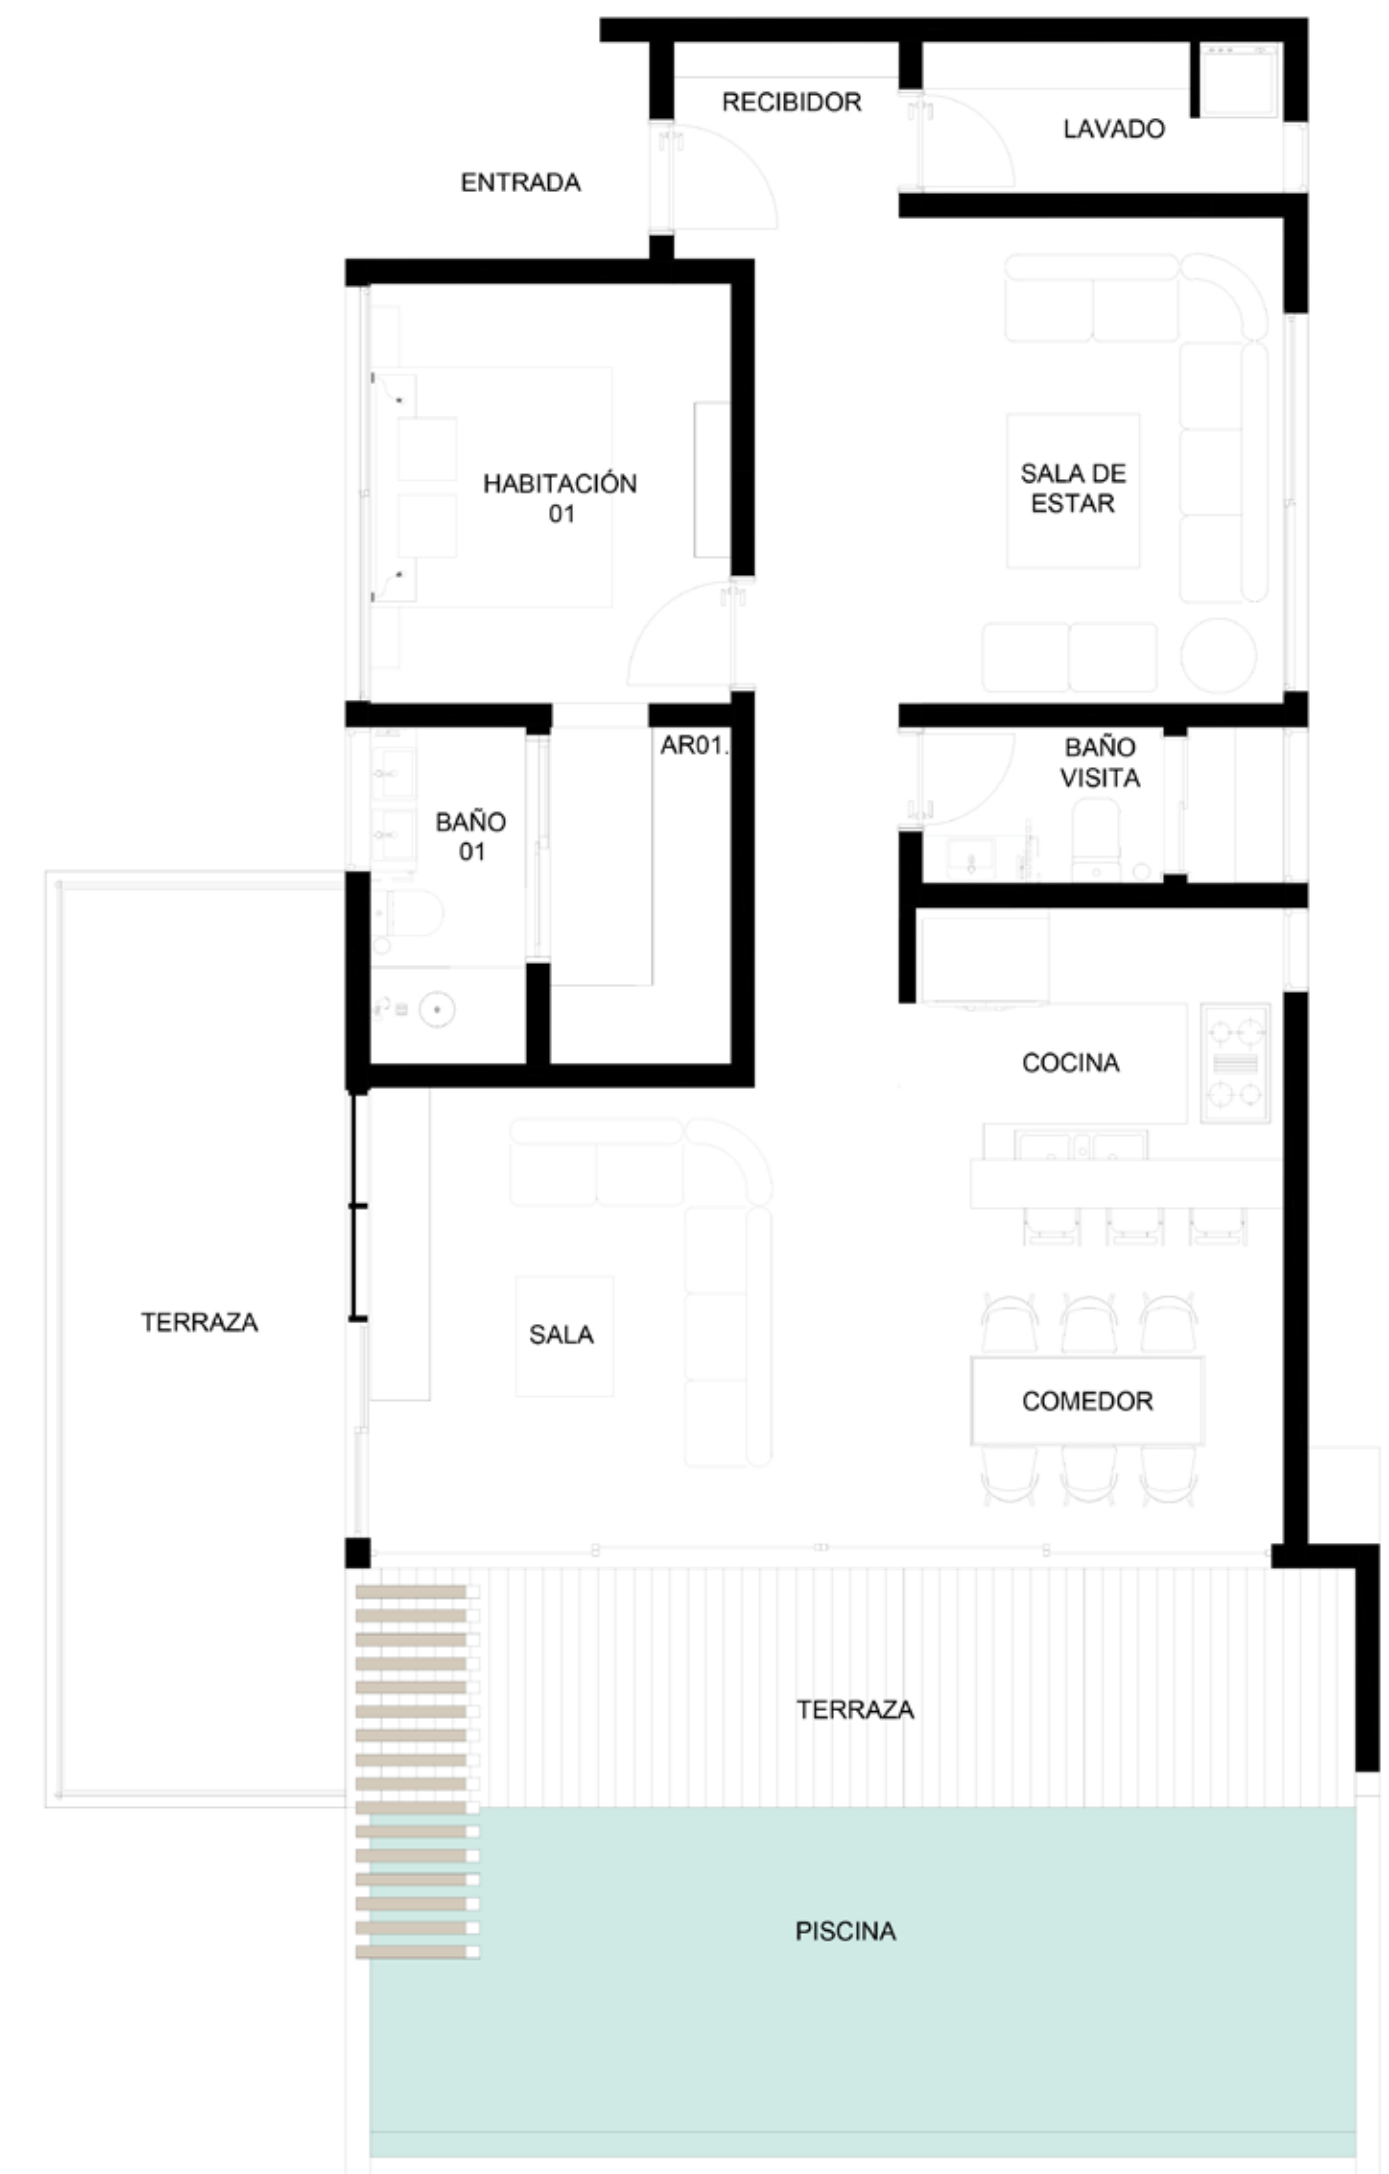 RECIBIDOR
LAVADO
ENTRADA
HABITACIÓN
01
SALA DE
ESTAR
AR01.
BAÑO
VISITA
BAÑO
01
COCINA
TERRAZA
SALA
COMEDOR
TERRAZA
PISCINA